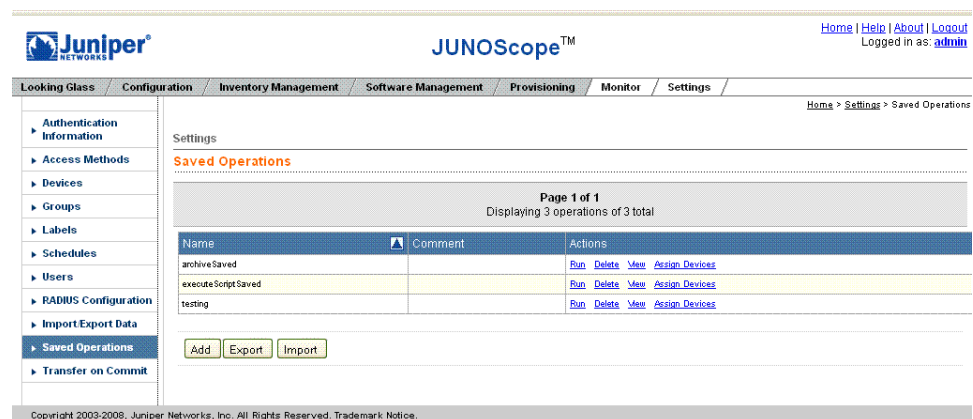 Home | Help | About | Logout
Juniper®
NETWORKS
JUNOScope™
Logged in as: admin
Looking Glass / Configuration / Inventory Management / Software Management / Provisioning / Monitor / Settings /
Home > Settings > Saved Operations
Authentication
Information
Access Methods
Devices
Groups
Labels
Schedules
Users
RADIUS Configuration
Import/Export Data
Saved Operations
Transfer on Commit
Settings
Saved Operations
Page 1 of 1
Displaying 3 operations of 3 total
Name Comment Actions
archiveSaved Run Delete View Assign Devices
executeScriptSaved Run Delete View Assign Devices
testing Run Delete View Assign Devices
Add Export Import
Copyright 2003-2008, Juniper Networks, Inc. All Rights Reserved. Trademark Notice.